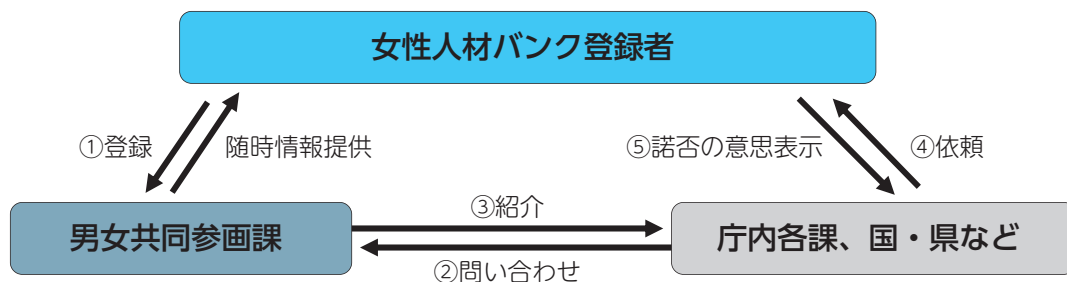 女性人材バンク登録者
①登録
随時情報提供
⑤諾否の意思表示
④依頼
男女共同参画課
③紹介
②問い合わせ
庁内各課、国・県など